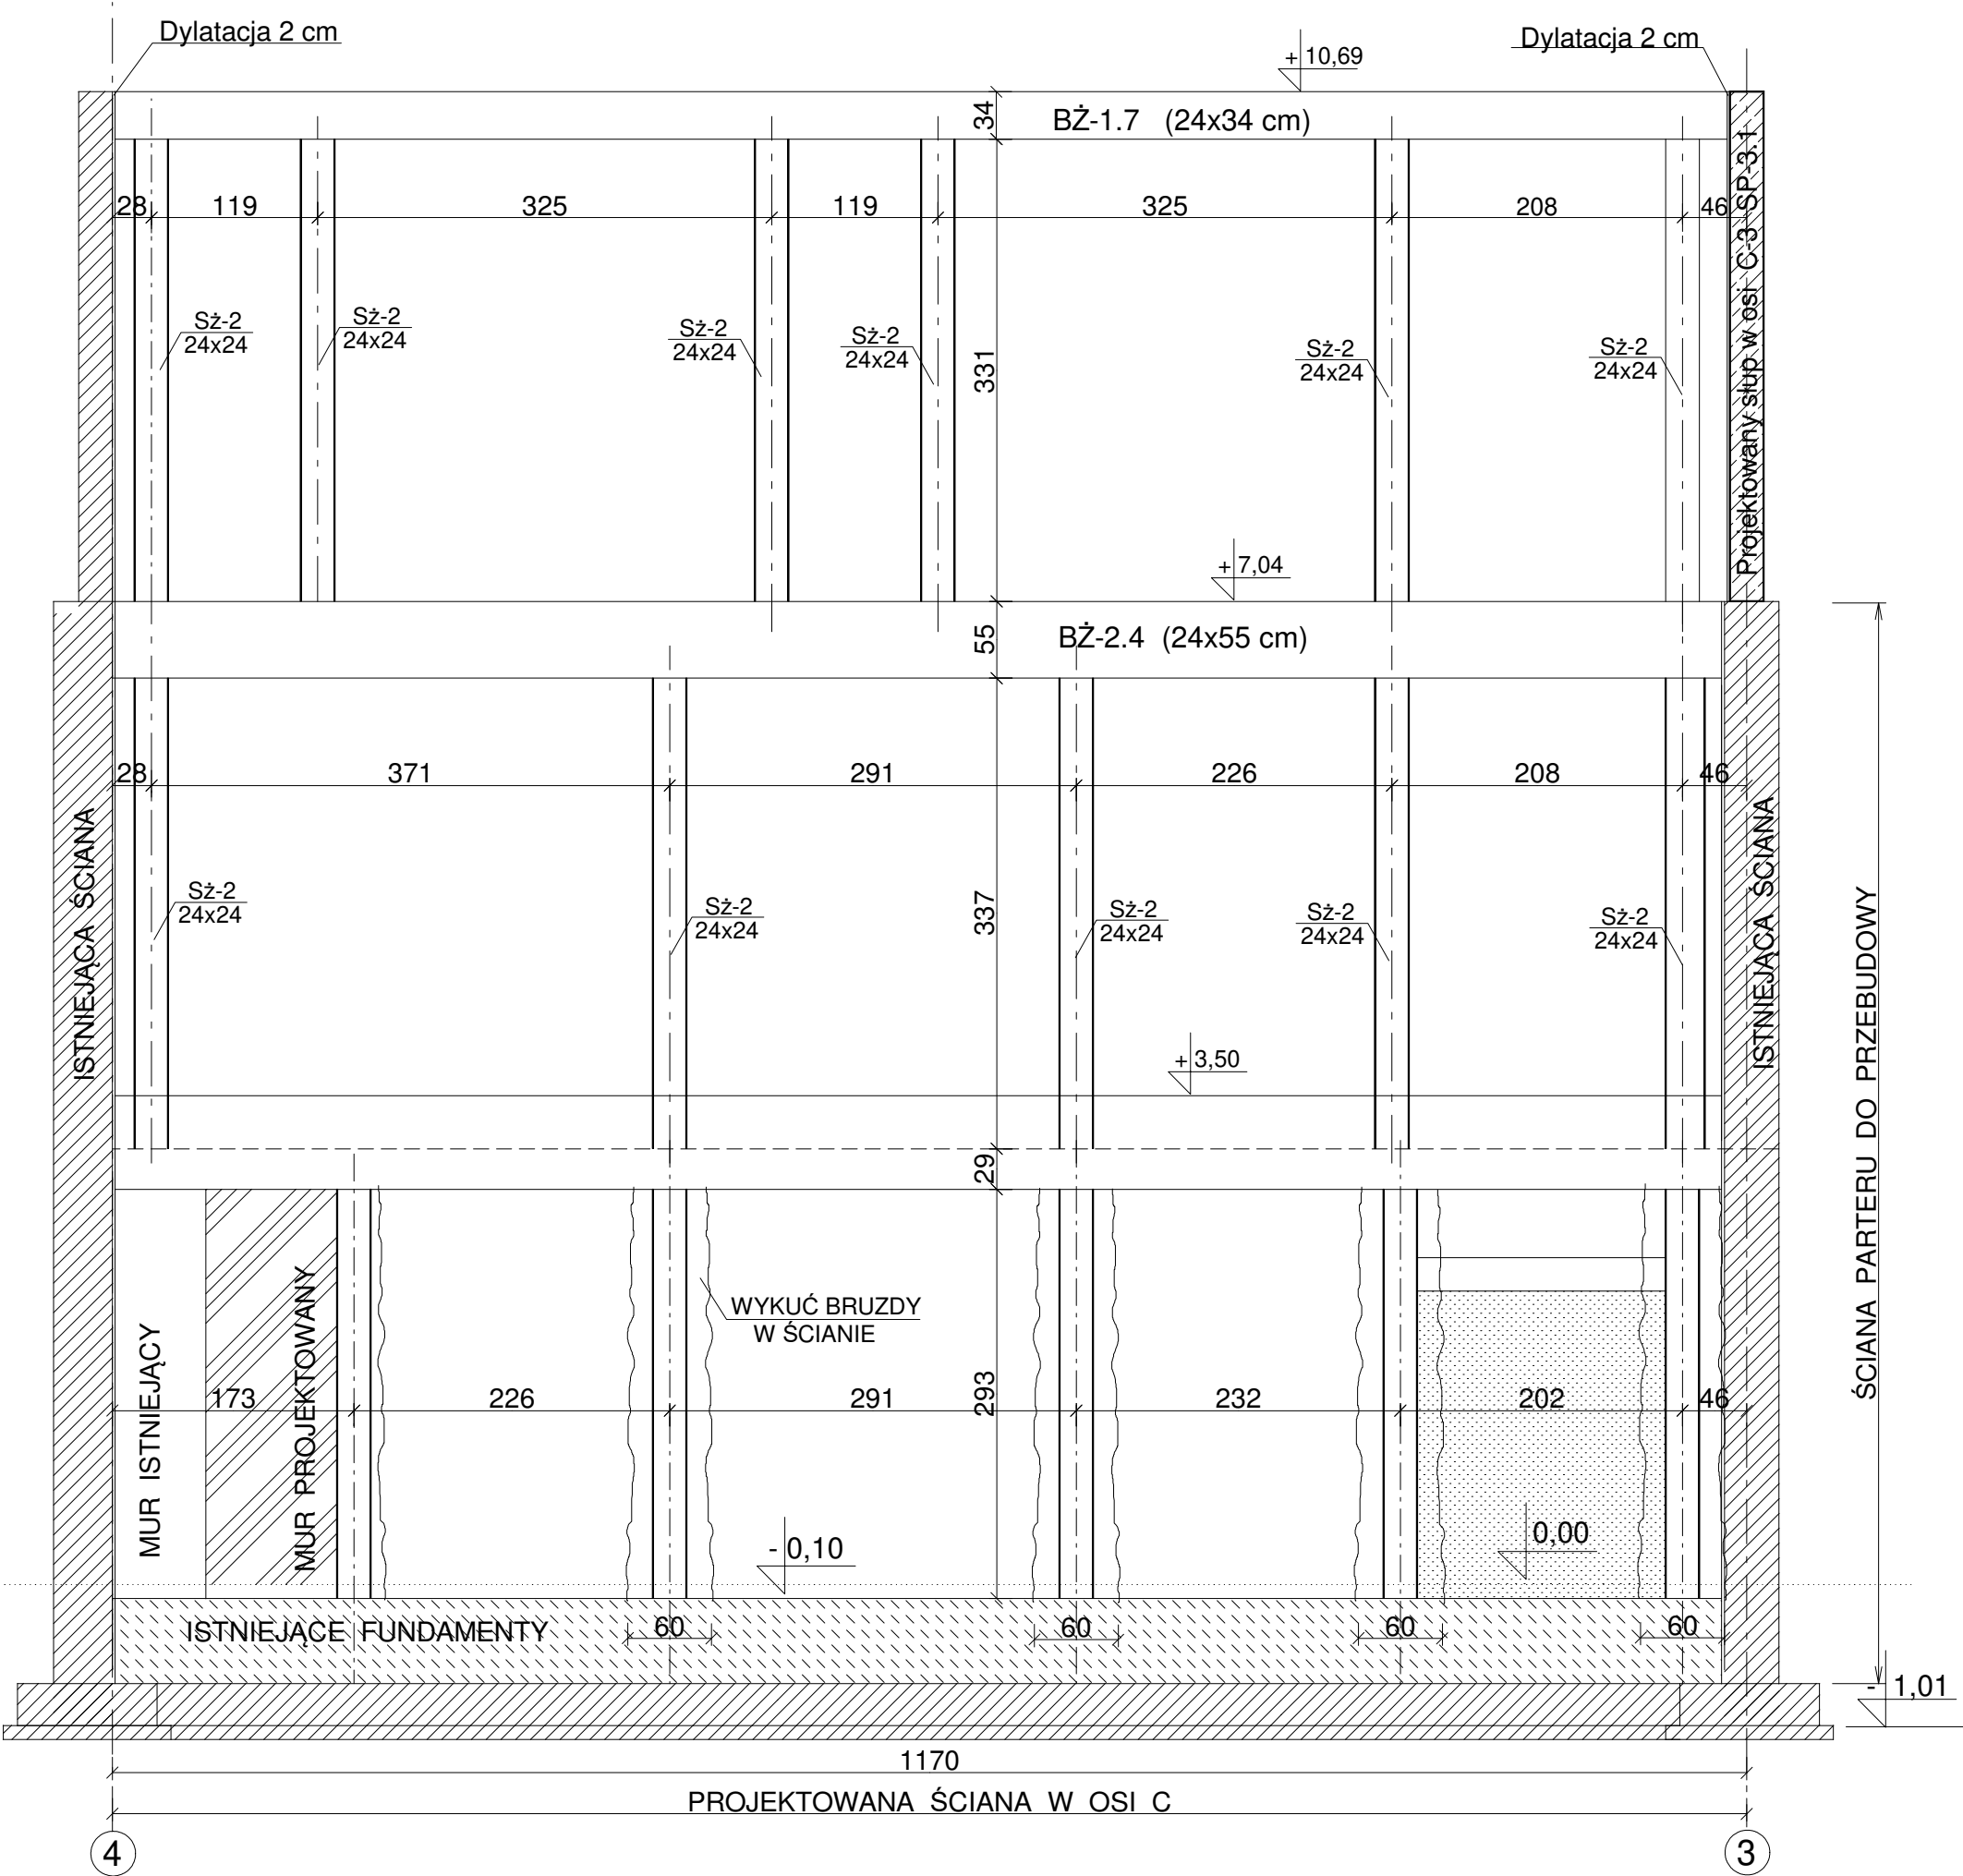 Dylatacja 2 cm
Dylatacja 2 cm
+ 10,69
34
BŻ-1.7 (24x34 cm)
28
119
325
119
325
208
46
Projektowany słup w osi C-3 SP-3.1
Sż-2
24x24
Sż-2
24x24
Sż-2
24x24
Sż-2
24x24
Sż-2
24x24
Sż-2
24x24
331
+ 7,04
55
BŻ-2.4 (24x55 cm)
28
371
291
226
208
46
ISTNIEJĄCA ŚCIANA
Sż-2
24x24
Sż-2
24x24
337
Sż-2
24x24
Sż-2
24x24
Sż-2
24x24
ISTNIEJĄCA ŚCIANA
ŚCIANA PARTERU DO PRZEBUDOWY
+ 3,50
29
MUR ISTNIEJĄCY
MUR PROJEKTOWANY
WYKUĆ BRUZDY
W ŚCIANIE
173
226
291
293
232
202
46
- 0,10
0,00
ISTNIEJĄCE FUNDAMENTY
60
60
60
60
- 1,01
1170
PROJEKTOWANA ŚCIANA W OSI C
4
3